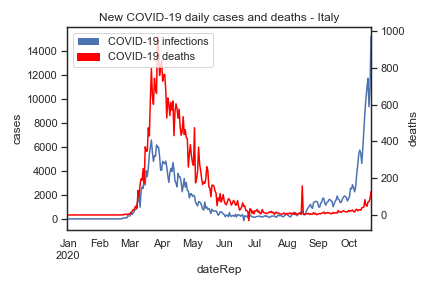 New COVID-19 daily cases and deaths - Italy
COVID-19 infections
COVID-19 deaths
14000
12000
10000
8000
6000
4000
2000
0
cases
1000
800
600
400
200
0
deaths
Jan Feb Mar Apr May Jun Jul Aug Sep Oct
2020
dateRep